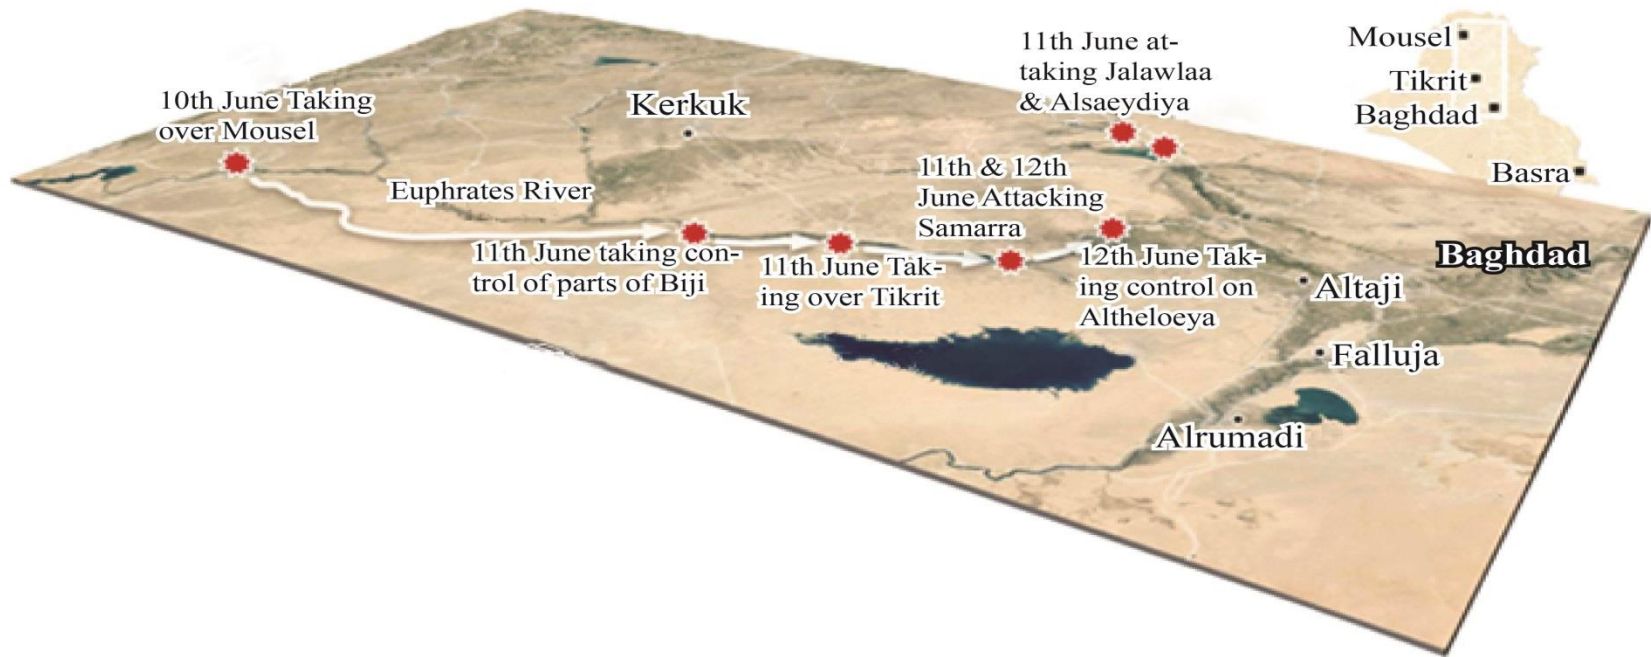 10th June Taking
over Mousel
Kerkuk
Euphrates River
11th June at-
taking Jalawlaa
& Alsaeydiya
11th & 12th
June Attacking
Samarra
11th June taking con-
trol of parts of Biji
11th June Tak-
ing over Tikrit
12th June Tak-
ing control on
Altheloeya
Baghdad
Altaji
Falluja
Alrumadi
Mousel
Tikrit
Baghdad
Basra